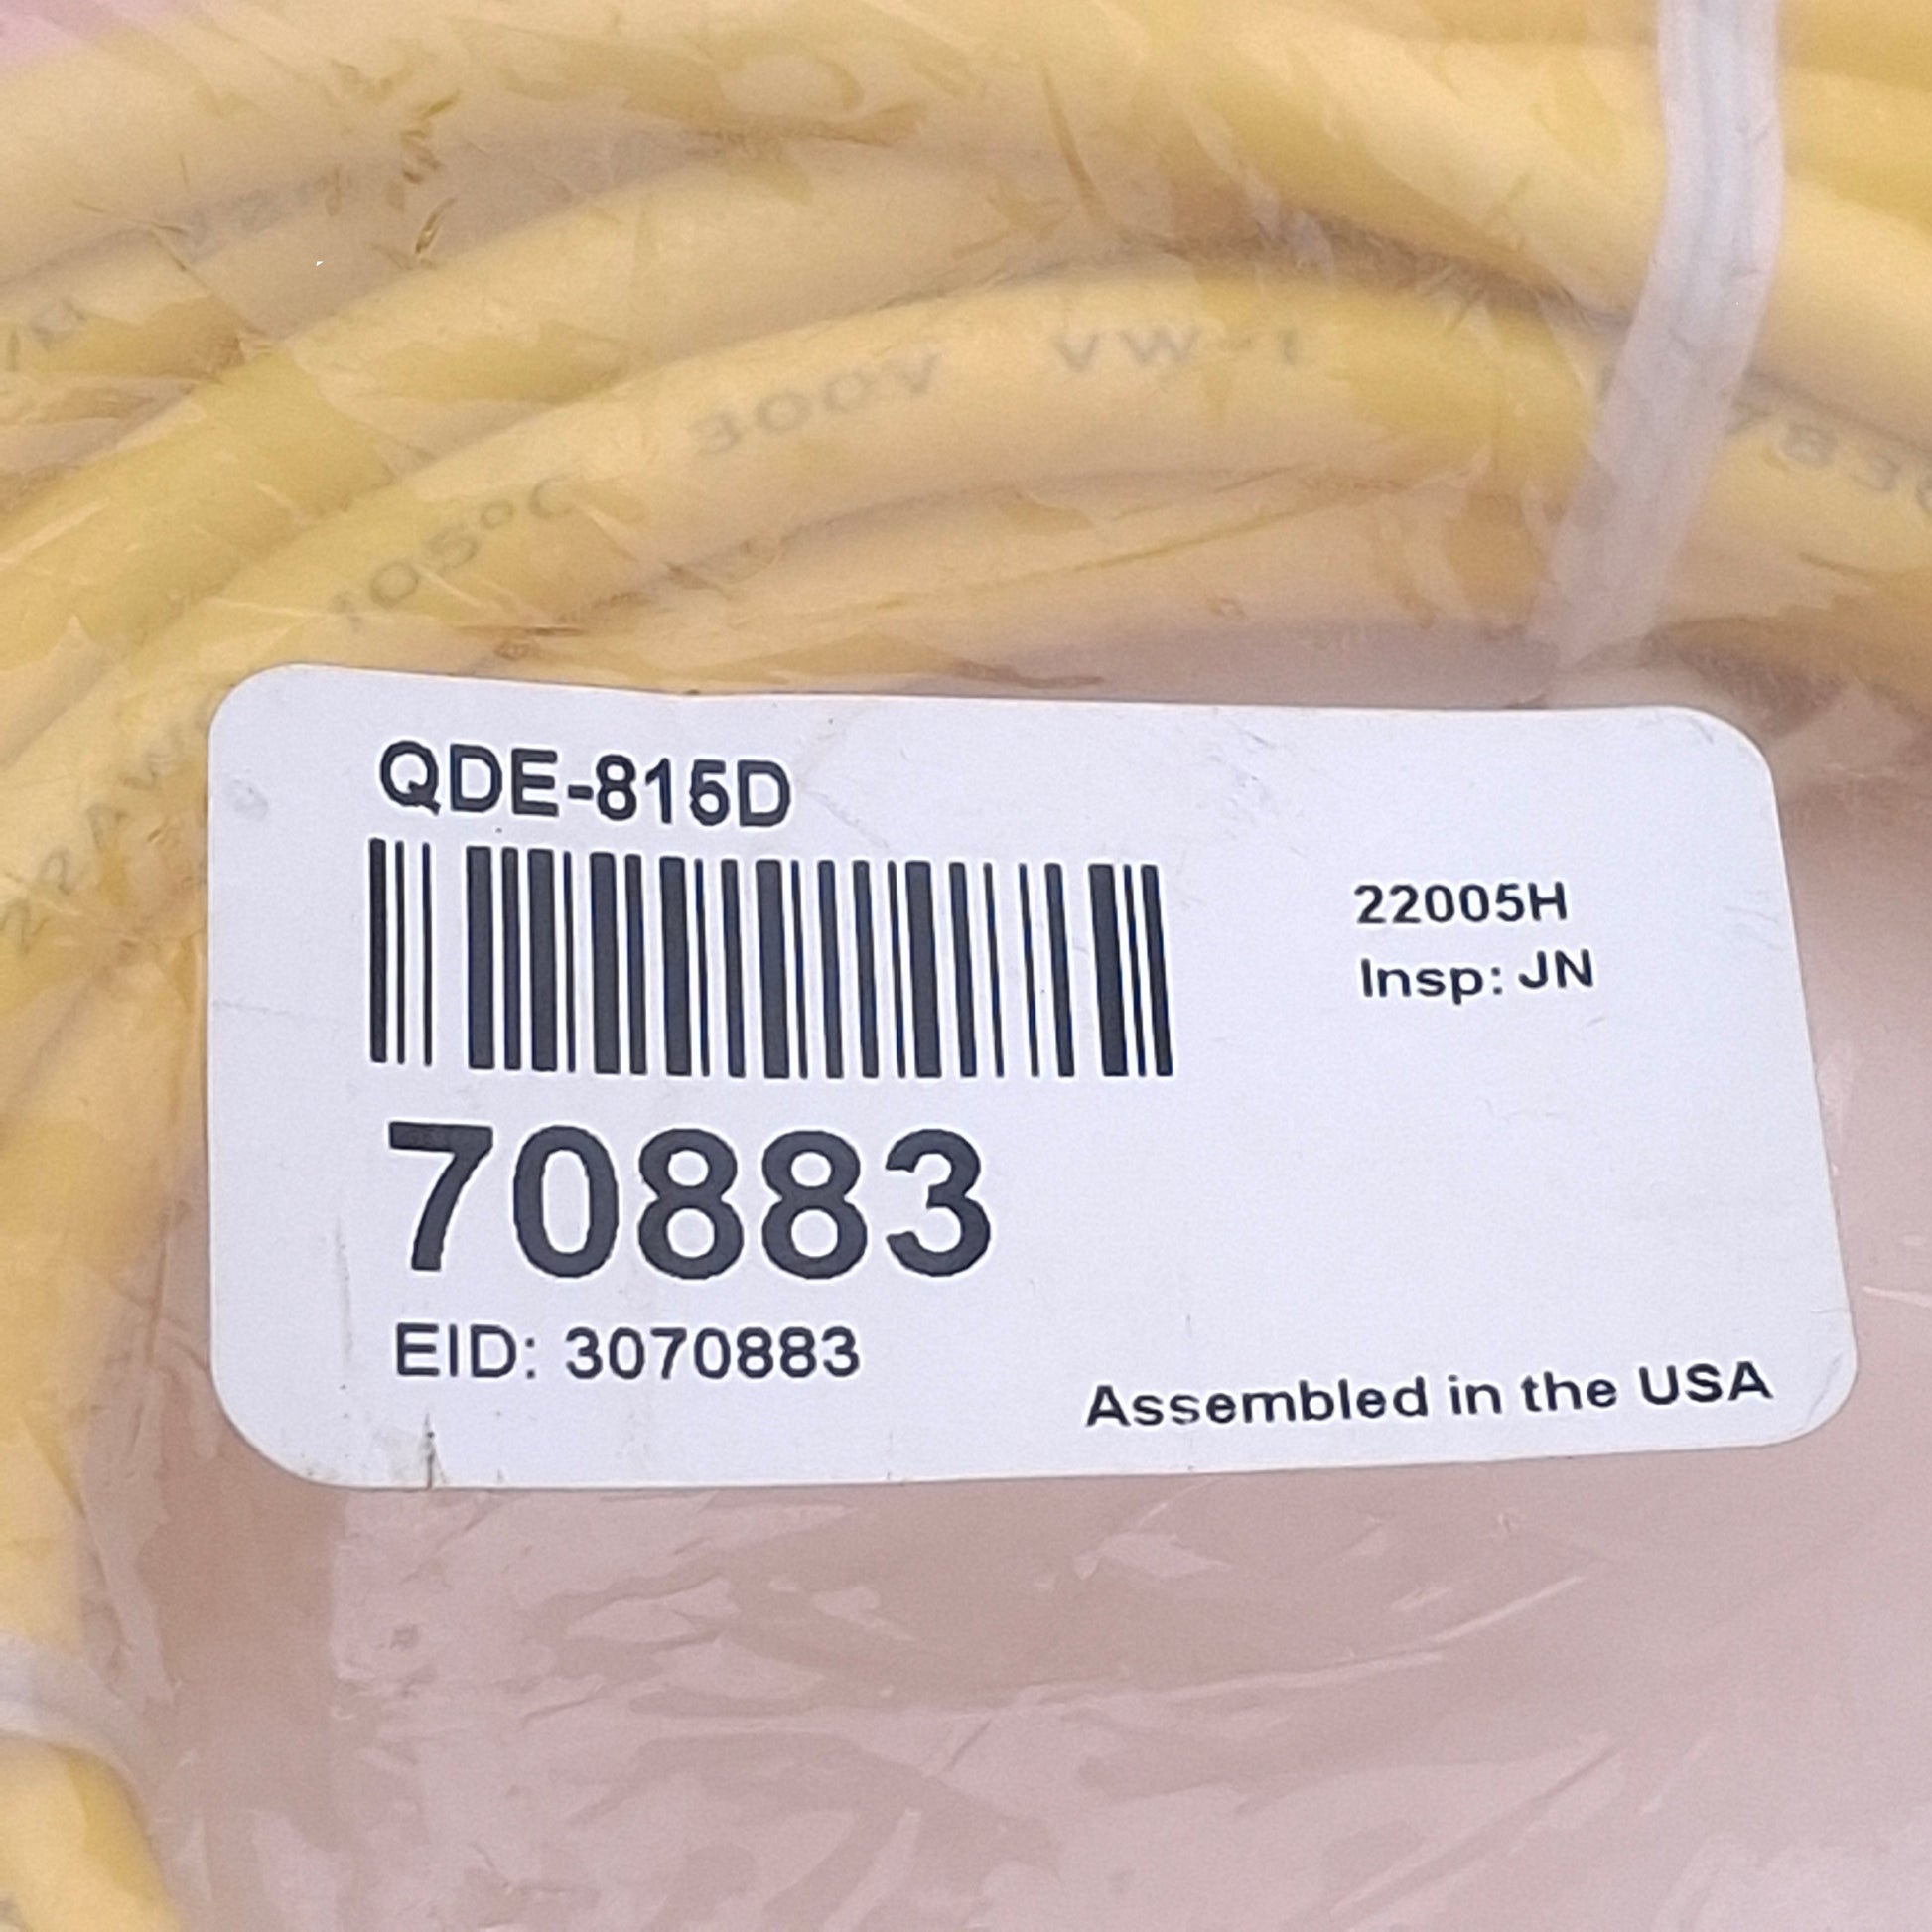 105°C 300V VW-1
QDE-815D
22005H
Insp: JN
70883
EID: 3070883
Assembled in the USA